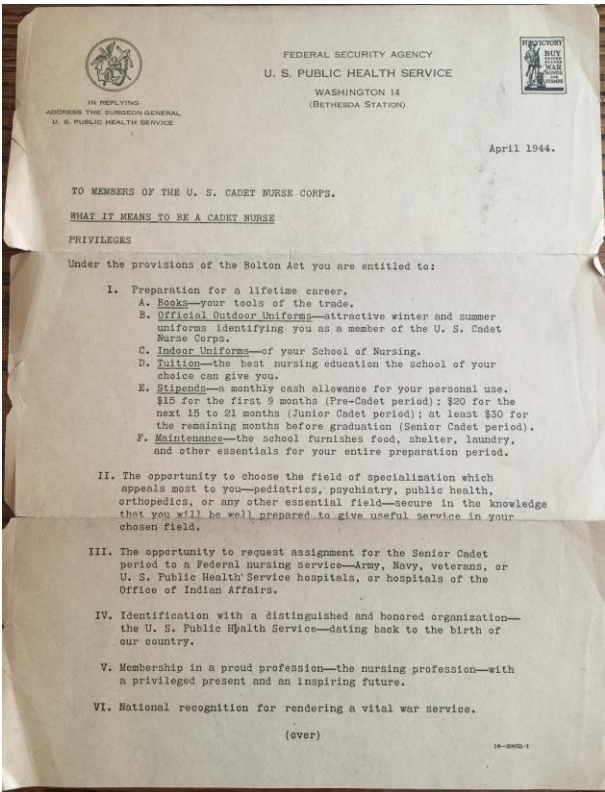 FEDERAL SECURITY AGENCY
U. S. PUBLIC HEALTH SERVICE
WASHINGTON 14
(BETHESDA STATION)
IN REPLYING
ADDRESS THE SURGEON GENERAL
U. S. PUBLIC HEALTH SERVICE
FOR VICTORY
BUY
UNITED
STATES
WAR
BONDS
AND
STAMPS
April 1944.
TO MEMBERS OF THE U. S. CADET NURSE CORPS.
WHAT IT MEANS TO BE A CADET NURSE
PRIVILEGES
Under the provisions of the Bolton Act you are entitled to:
I. Preparation for a lifetime career.
A. Books—your tools of the trade.
B. Official Outdoor Uniforms—attractive winter and summer
uniforms identifying you as a member of the U. S. Cadet
Nurse Corps.
C. Indoor Uniforms—of your School of Nursing.
D. Tuition—the best nursing education the school of your
choice can give you.
E. Stipends—a monthly cash allowance for your personal use.
$15 for the first 9 months (Pre-Cadet period); $20 for the
next 15 to 21 months (Junior Cadet period); at least $30 for
the remaining months before graduation (Senior Cadet period).
F. Maintenance—the school furnishes food, shelter, laundry,
and other essentials for your entire preparation period.
II. The opportunity to choose the field of specialization which
appeals most to you—pediatrics, psychiatry, public health,
orthopedics, or any other essential field—secure in the knowledge
that you will be well prepared to give useful service in your
chosen field.
III. The opportunity to request assignment for the Senior Cadet
period to a Federal nursing service—Army, Navy, veterans, or
U. S. Public Health Service hospitals, or hospitals of the
Office of Indian Affairs.
IV. Identification with a distinguished and honored organization—
the U. S. Public Health Service—dating back to the birth of
our country.
V. Membership in a proud profession—the nursing profession—with
a privileged present and an inspiring future.
VI. National recognition for rendering a vital war service.
(over)